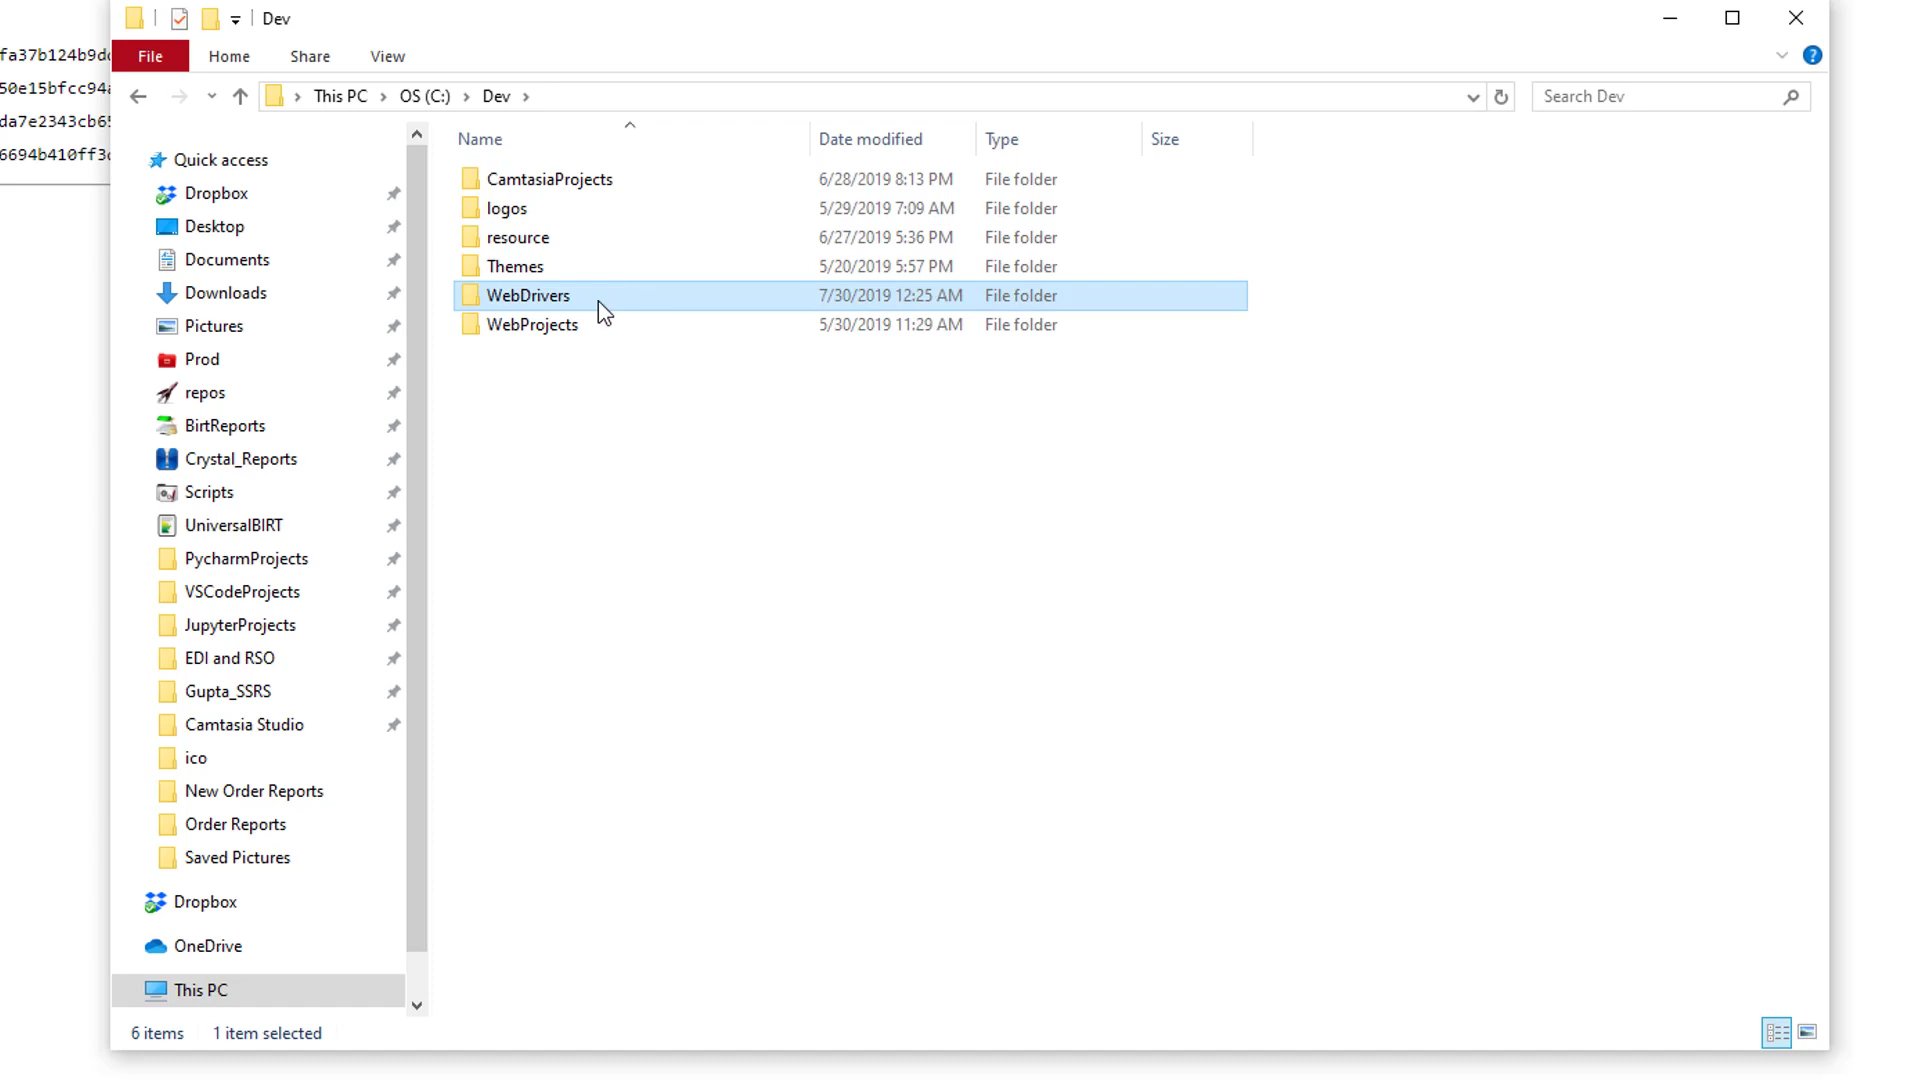 Dev
fa37b124b9d
50e15bfcc94
da7e2343cb65
6694b410ff3
File Home Share View
This PC OS (C:) Dev
Search Dev
Name Date modified Type Size
Quick access
Dropbox
Desktop
Documents
Downloads
Pictures
Prod
repos
BirtReports
Crystal_Reports
Scripts
UniversalBIRT
PycharmProjects
VSCodeProjects
JupyterProjects
EDI and RSO
Gupta_SSRS
Camtasia Studio
ico
New Order Reports
Order Reports
Saved Pictures
Dropbox
OneDrive
This PC
CamtasiaProjects 6/28/2019 8:13 PM File folder
logos 5/29/2019 7:09 AM File folder
resource 6/27/2019 5:36 PM File folder
Themes 5/20/2019 5:57 PM File folder
WebDrivers 7/30/2019 12:25 AM File folder
WebProjects 5/30/2019 11:29 AM File folder
6 items 1 item selected